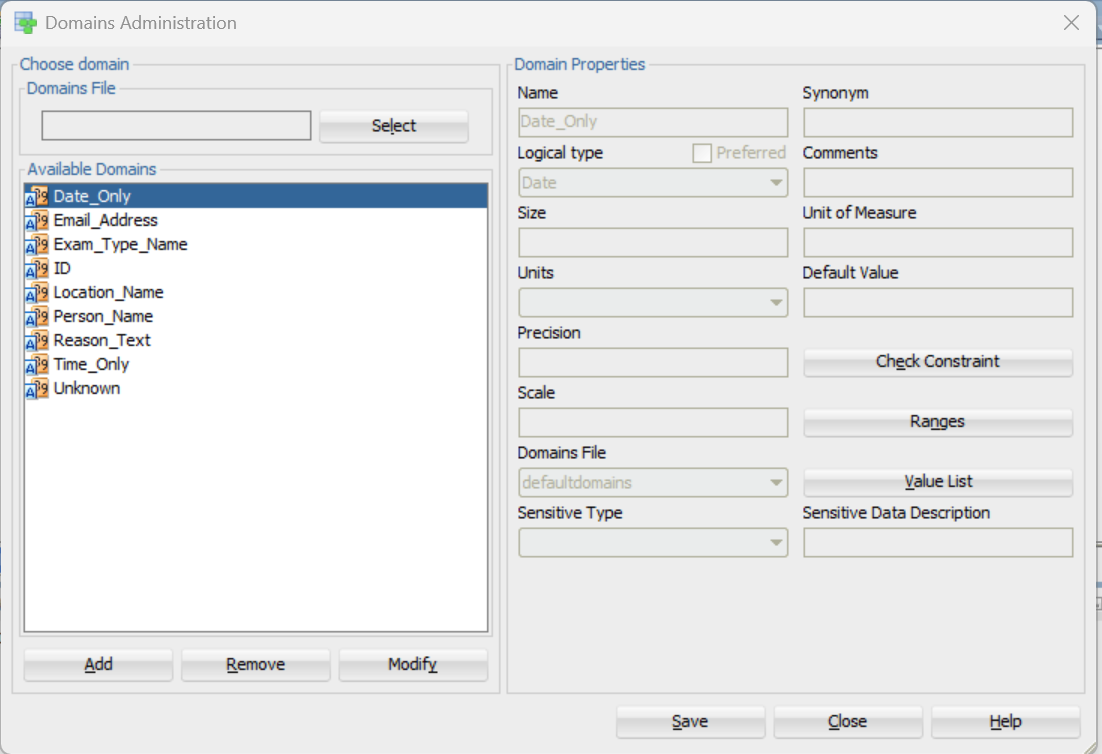 Domains Administration
Choose domain
Domains File
Select
Available Domains
Date_Only
Email_Address
Exam_Type_Name
ID
Location_Name
Person_Name
Reason_Text
Time_Only
Unknown
Add Remove Modify
Domain Properties
Name Synonym
Date_Only
Logical type Preferred Comments
Date
Size Unit of Measure
Units Default Value
Precision
Check Constraint
Scale
Ranges
Domains File
defaultdomains Value List
Sensitive Type Sensitive Data Description
Save Close Help